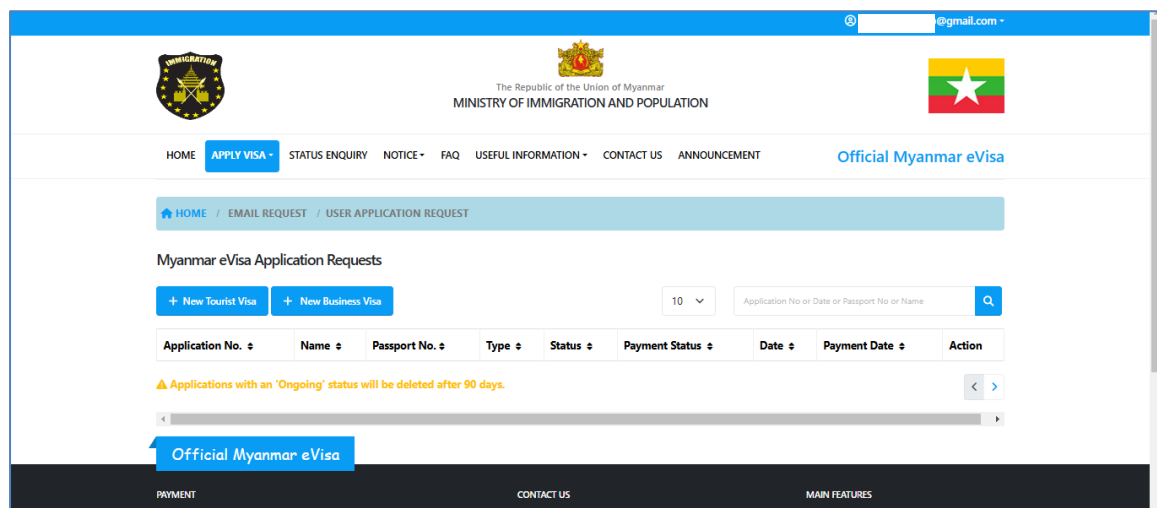 @gmail.com
IMMIGRATION
The Republic of the Union of Myanmar
MINISTRY OF IMMIGRATION AND POPULATION
HOME APPLY VISA STATUS ENQUIRY NOTICE FAQ USEFUL INFORMATION CONTACT US ANNOUNCEMENT Official Myanmar eVisa
HOME / EMAIL REQUEST / USER APPLICATION REQUEST
Myanmar eVisa Application Requests
+ New Tourist Visa + New Business Visa 10 Application No or Date or Passport No or Name
Application No. Name Passport No. Type Status Payment Status Date Payment Date Action
Applications with an 'Ongoing' status will be deleted after 90 days. < >
Official Myanmar eVisa
PAYMENT CONTACT US MAIN FEATURES